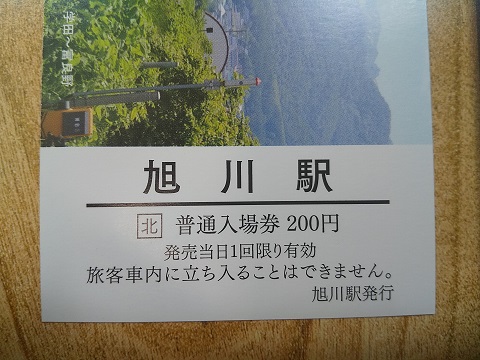 旭川駅
北 普通入場券 200円
発売当日1回限り有効
旅客車内に立ち入ることはできません。
旭川駅発行